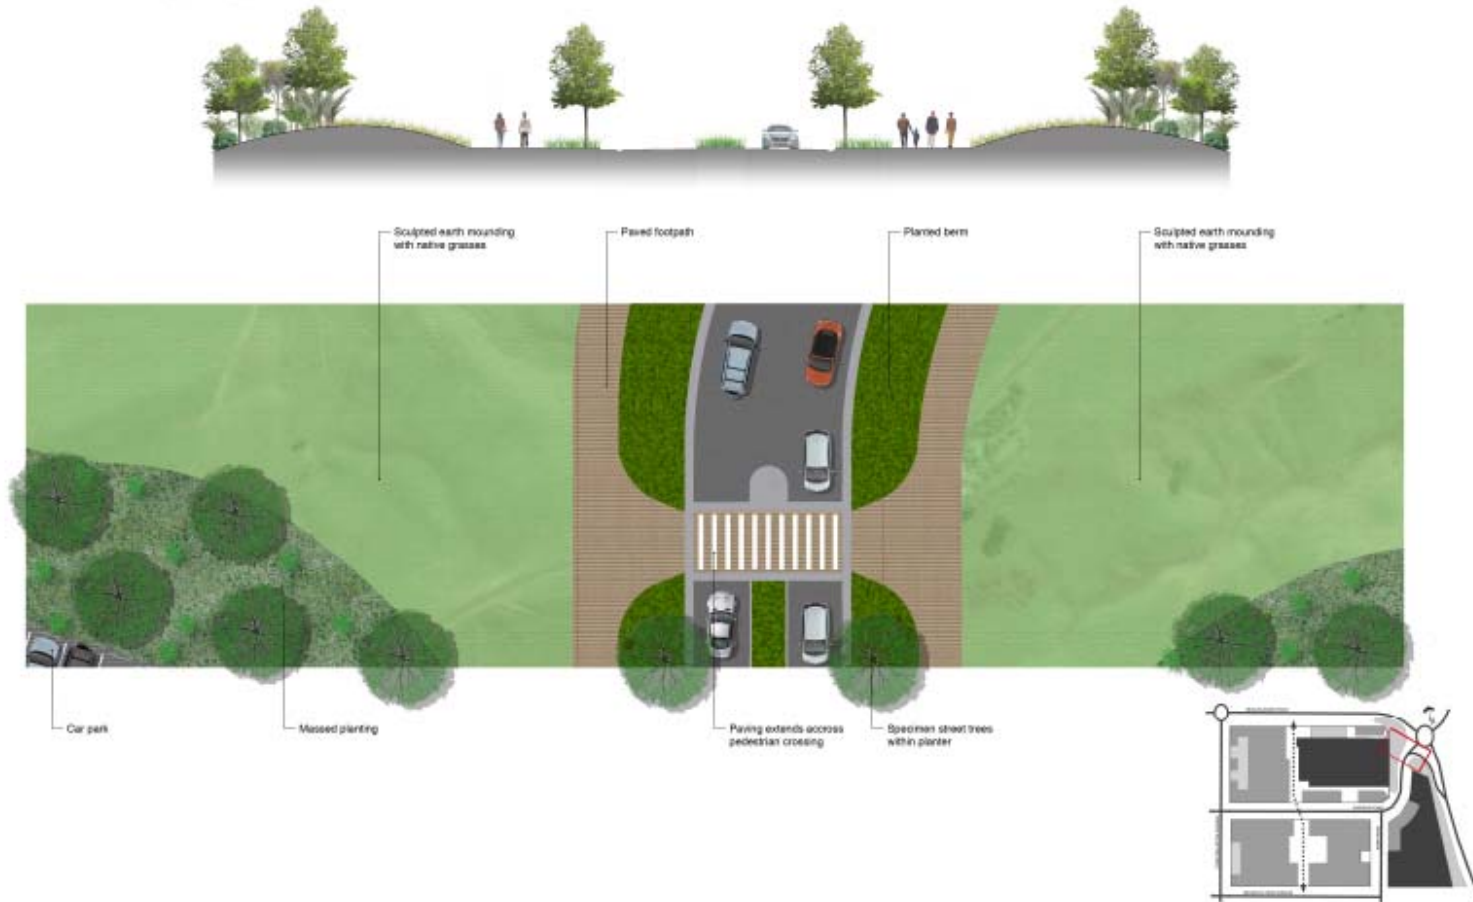 Sculpted earth mounding
with native grasses
Paved footpath
Planted berm
Sculpted earth mounding
with native grasses
Car park
Massed planting
Paving extends accross
pedestrian crossing
Specimen street trees
within planter